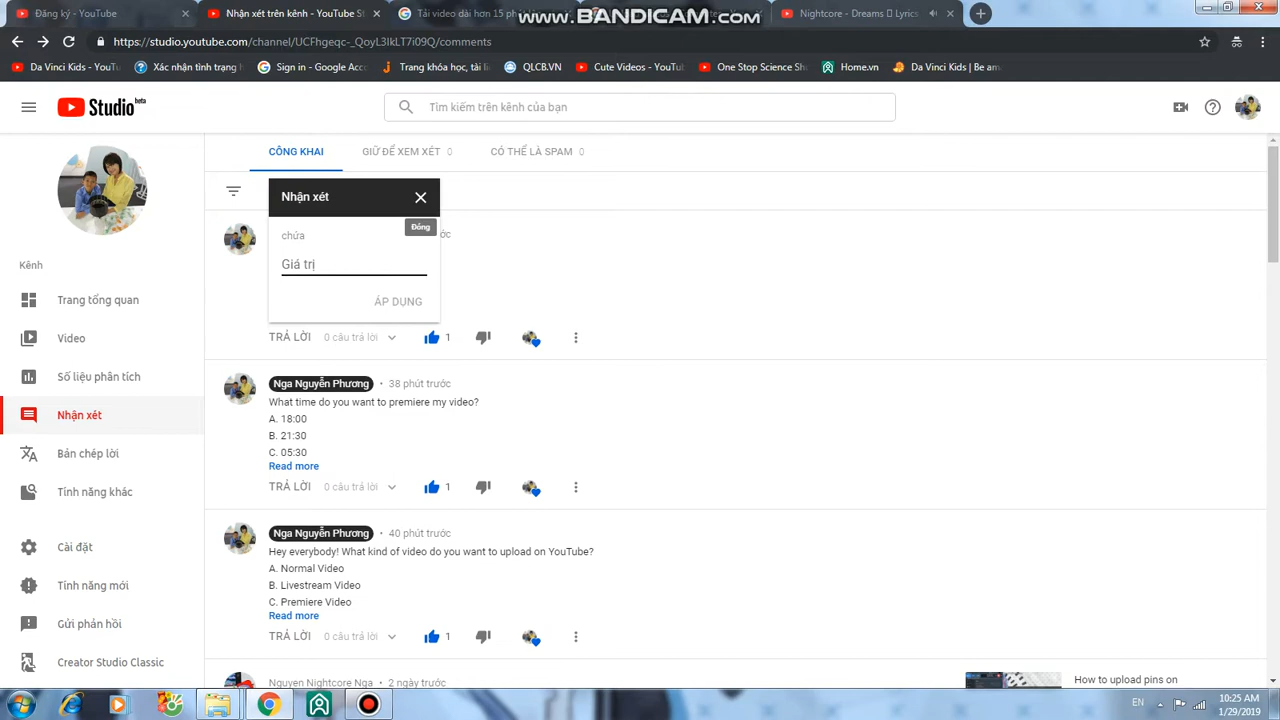 Đăng ký - YouTube
Nhận xét trên kênh - YouTube St
Tải video dài hơn 15 ph
www.BANDICAM.com
Nightcore - Dreams
Lyrics
https://studio.youtube.com/channel/UCFhgeqc-_QoyL3IkLT7i09Q/comments
Da Vinci Kids - YouTu
Xác nhận tình trạng h
Sign in - Google Acco
Trang khóa học, tài li
QLCB.VN
Cute Videos - YouTub
One Stop Science Sho
Home.vn
Da Vinci Kids | Be am
Studio beta
Tìm kiếm trên kênh của bạn
CÔNG KHAI
GIỮ ĐỂ XEM XÉT 0
CÓ THỂ LÀ SPAM 0
Nhận xét
Đóng
ớc
chứa
Giá trị
ÁP DỤNG
TRẢ LỜI 0 câu trả lời 1
Kênh
Trang tổng quan
Video
Số liệu phân tích
Nhận xét
Bản chép lời
Tính năng khác
Cài đặt
Tính năng mới
Gửi phản hồi
Creator Studio Classic
Nga Nguyễn Phương • 38 phút trước
What time do you want to premiere my video?
A. 18:00
B. 21:30
C. 05:30
Read more
TRẢ LỜI 0 câu trả lời 1
Nga Nguyễn Phương • 40 phút trước
Hey everybody! What kind of video do you want to upload on YouTube?
A. Normal Video
B. Livestream Video
C. Premiere Video
Read more
TRẢ LỜI 0 câu trả lời 1
Nguyen Nightcore Nga • 2 ngày trước
How to upload pins on
EN
10:25 AM
1/29/2019